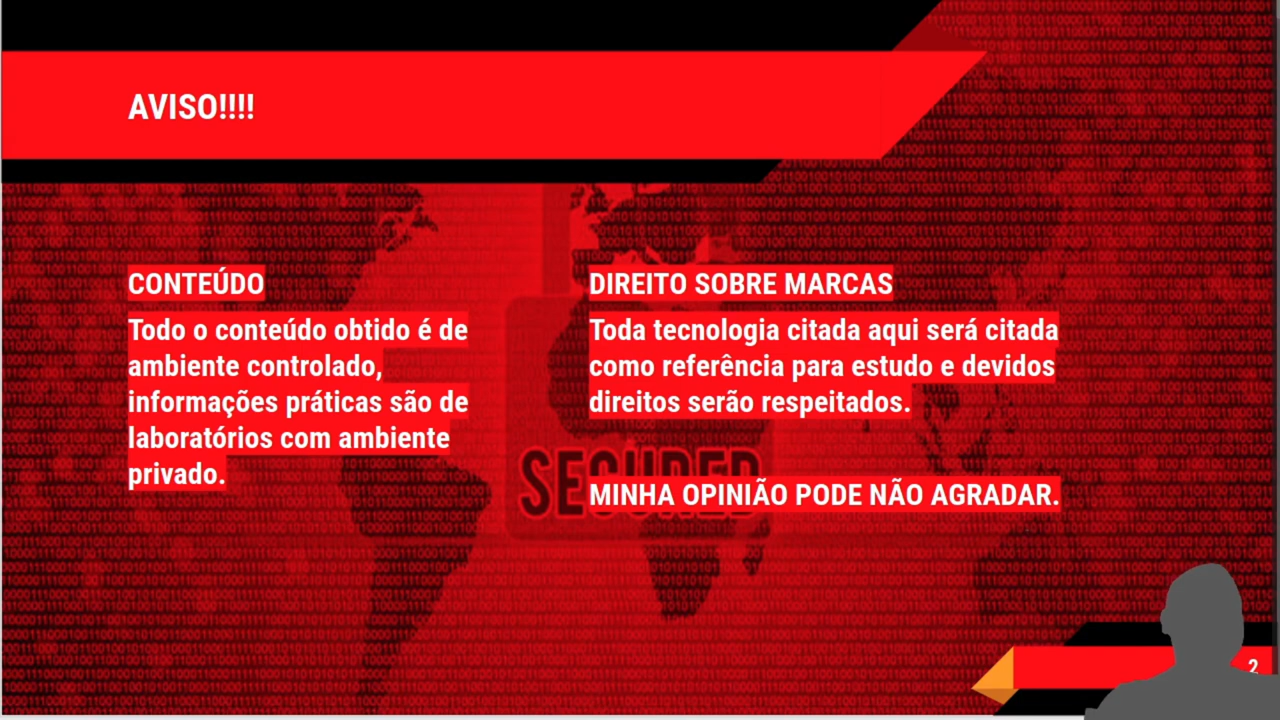 AVISO!!!!
CONTEÚDO
Todo o conteúdo obtido é de
ambiente controlado,
informações práticas são de
laboratórios com ambiente
privado.
DIREITO SOBRE MARCAS
Toda tecnologia citada aqui será citada
como referência para estudo e devidos
direitos serão respeitados.
SECURED
MINHA OPINIÃO PODE NÃO AGRADAR.
2